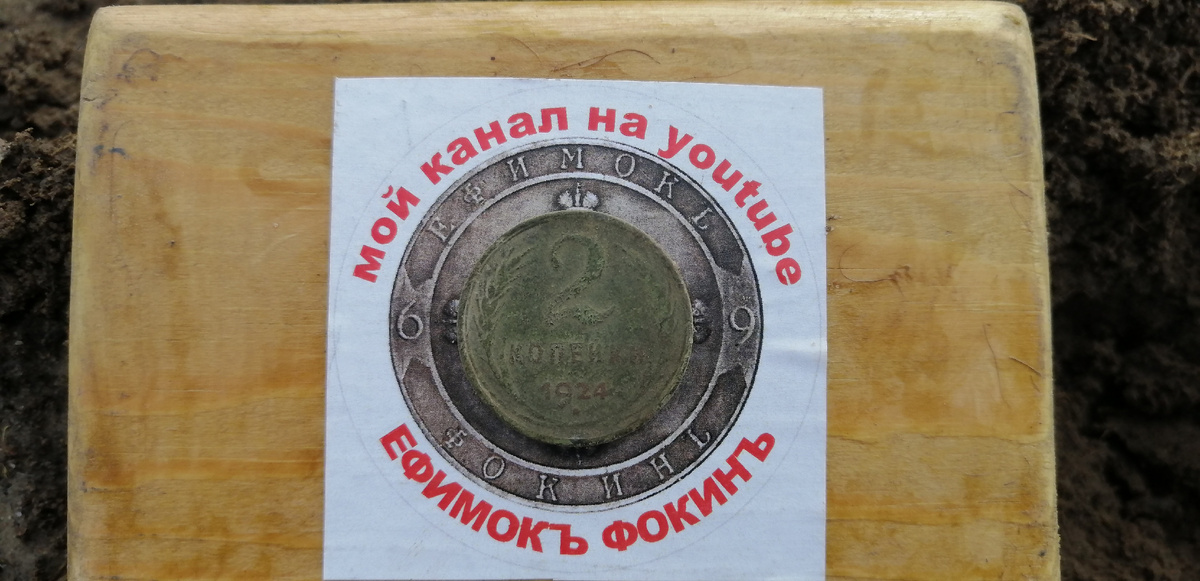 мой канал на youtube
ЕФИМОКЪ
6 9
2
КОПЕЙКИ
1924
ФОКИНЪ
ЕФИМОКЪ ФОКИНЪ